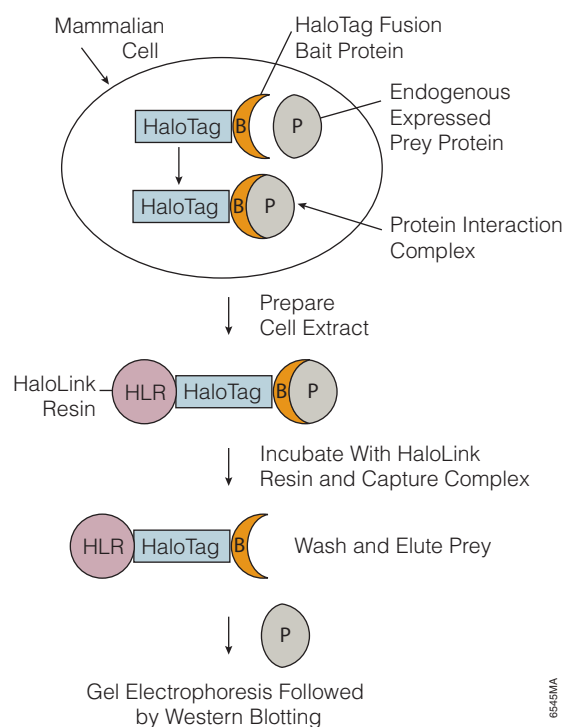 Mammalian
Cell
HaloTag Fusion
Bait Protein
Endogenous
Expressed
Prey Protein
HaloTag
B
P
HaloTag
B
P
Protein Interaction
Complex
Prepare
Cell Extract
HaloLink
Resin
HLR
HaloTag
B
P
Incubate With HaloLink
Resin and Capture Complex
HLR
HaloTag
B
Wash and Elute Prey
P
Gel Electrophoresis Followed
by Western Blotting
6545MA